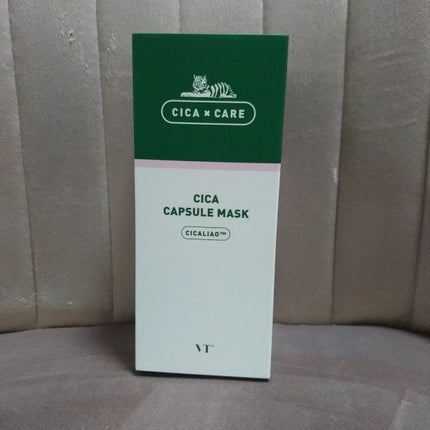 CICA × CARE
CICA
CAPSULE MASK
CICALIAO™
VT